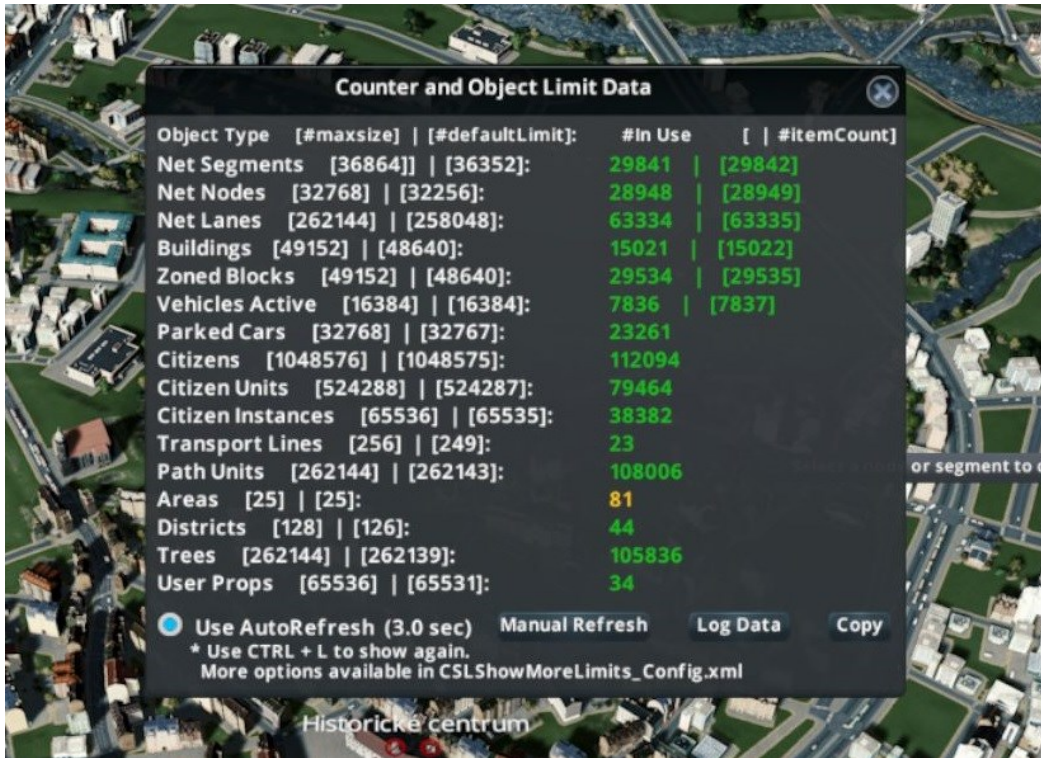 Counter and Object Limit Data
Object Type [#maxsize] | [#defaultLimit]: #In Use [ | #itemCount]
Net Segments [36864]] | [36352]: 29841 | [29842]
Net Nodes [32768] | [32256]: 28948 | [28949]
Net Lanes [262144] | [258048]: 63334 | [63335]
Buildings [49152] | [48640]: 15021 | [15022]
Zoned Blocks [49152] | [48640]: 29534 | [29535]
Vehicles Active [16384] | [16384]: 7836 | [7837]
Parked Cars [32768] | [32767]: 23261
Citizens [1048576] | [1048575]: 112094
Citizen Units [524288] | [524287]: 79464
Citizen Instances [65536] | [65535]: 38382
Transport Lines [256] | [249]: 23
Path Units [262144] | [262143]: 108006
Select a node or segment to
Areas [25] | [25]: 81
Districts [128] | [126]: 44
Trees [262144] | [262139]: 105836
User Props [65536] | [65531]: 34
Use AutoRefresh (3.0 sec) Manual Refresh Log Data Copy
* Use CTRL + L to show again.
More options available in CSLShowMoreLimits_Config.xml
Historické centrum